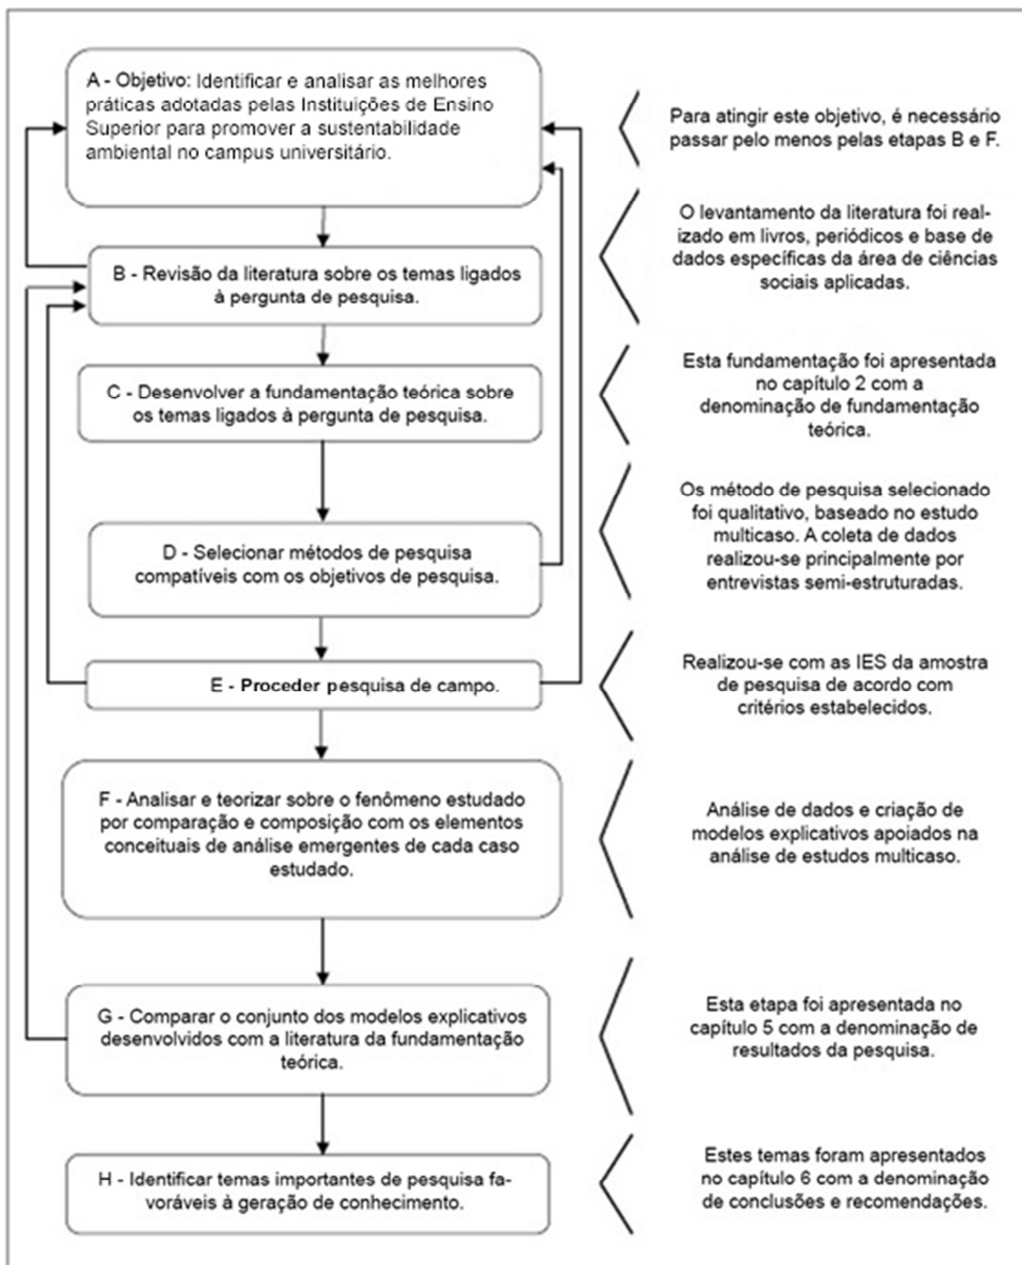 A - Objetivo: Identificar e analisar as melhores
práticas adotadas pelas Instituições de Ensino
Superior para promover a sustentabilidade
ambiental no campus universitário.
Para atingir este objetivo, é necessário
passar pelo menos pelas etapas B e F.
B - Revisão da literatura sobre os temas ligados
à pergunta de pesquisa.
O levantamento da literatura foi real-
izado em livros, periódicos e base de
dados específicas da área de ciências
sociais aplicadas.
C - Desenvolver a fundamentação teórica sobre
os temas ligados à pergunta de pesquisa.
Esta fundamentação foi apresentada
no capítulo 2 com a
denominação de fundamentação
teórica.
D - Selecionar métodos de pesquisa
compatíveis com os objetivos de pesquisa.
Os método de pesquisa selecionado
foi qualitativo, baseado no estudo
multicaso. A coleta de dados
realizou-se principalmente por
entrevistas semi-estruturadas.
E - Proceder pesquisa de campo.
Realizou-se com as IES da amostra
de pesquisa de acordo com
critérios estabelecidos.
F - Analisar e teorizar sobre o fenômeno estudado
por comparação e composição com os elementos
conceituais de análise emergentes de cada caso
estudado.
Análise de dados e criação de
modelos explicativos apoiados na
análise de estudos multicaso.
G - Comparar o conjunto dos modelos explicativos
desenvolvidos com a literatura da fundamentação
teórica.
Esta etapa foi apresentada no
capítulo 5 com a denominação de
resultados da pesquisa.
H - Identificar temas importantes de pesquisa fa-
voráveis à geração de conhecimento.
Estes temas foram apresentados
no capítulo 6 com a denominação
de conclusões e recomendações.